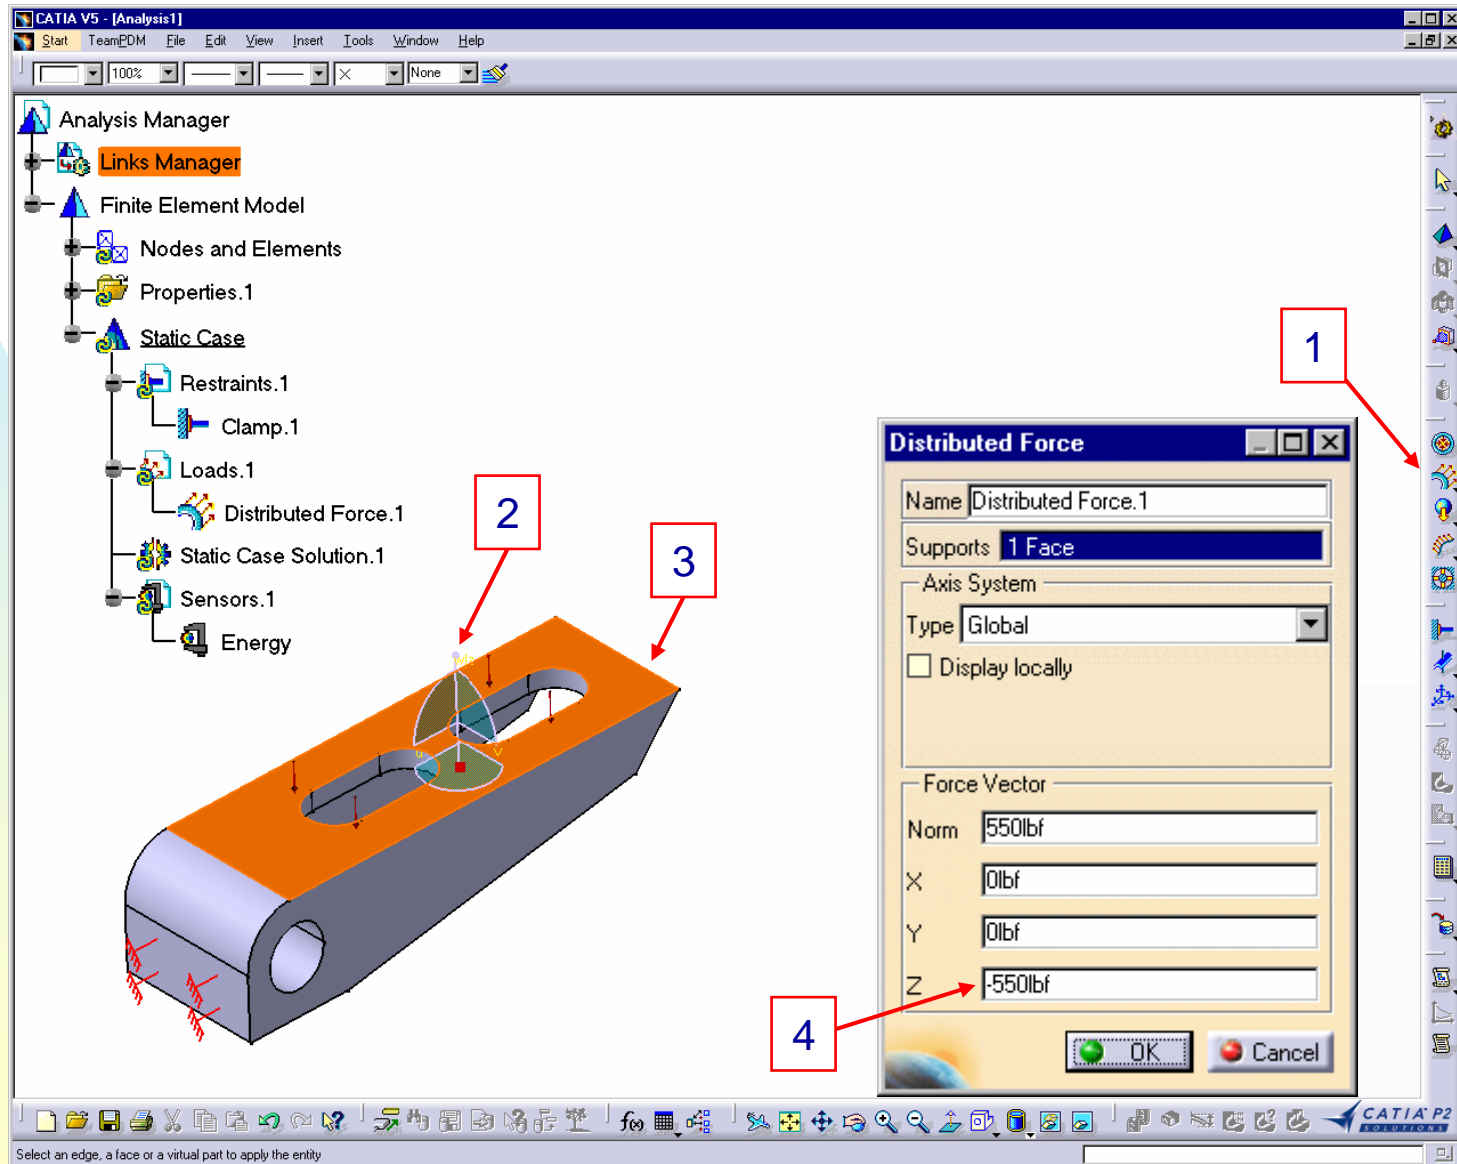 CATIA V5 - [Analysis1]
Start TeamPDM File Edit View Insert Tools Window Help
100% None
Analysis Manager
Links Manager
Finite Element Model
Nodes and Elements
Properties.1
Static Case
Restraints.1
Clamp.1
Loads.1
Distributed Force.1
Static Case Solution.1
Sensors.1
Energy
1
2
3
4
u
v
Distributed Force
Name Distributed Force.1
Supports 1 Face
Axis System
Type Global
Display locally
Force Vector
Norm 550lbf
X 0lbf
Y 0lbf
Z -550lbf
OK Cancel
f(x)
CATIA P2
SOLUTIONS
Select an edge, a face or a virtual part to apply the entity